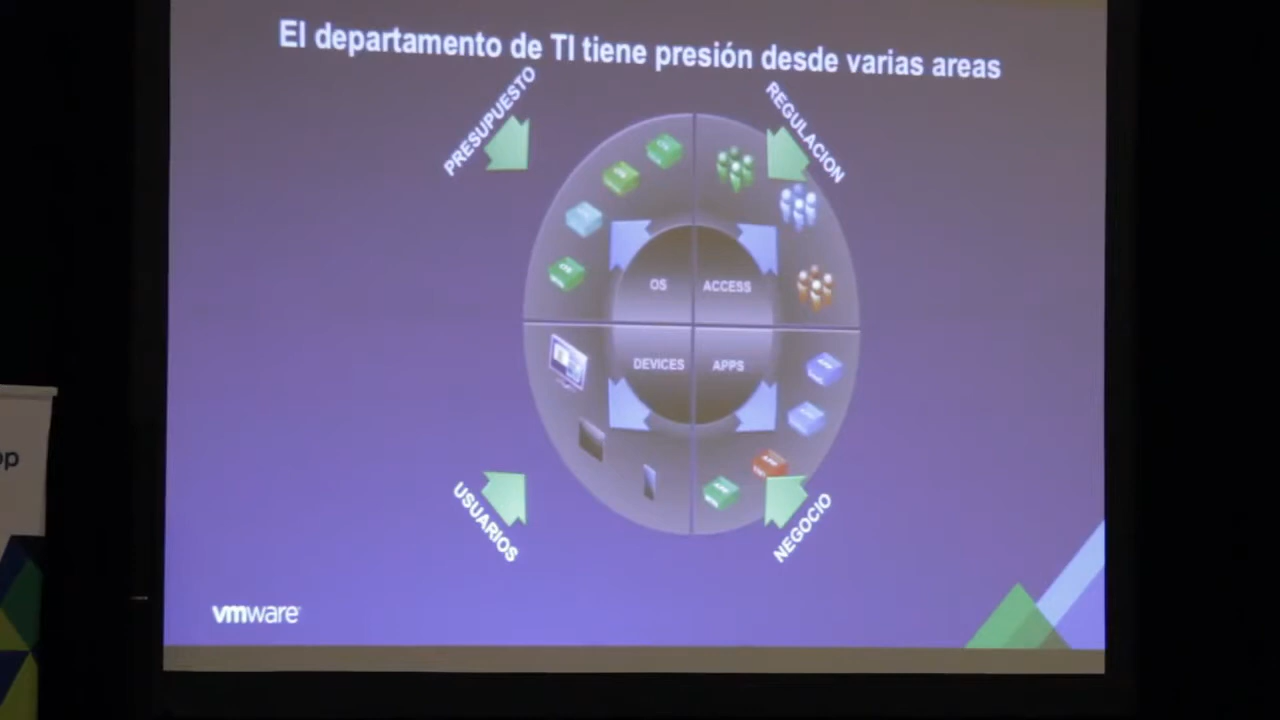 El departamento de TI tiene presión desde varias areas
PRESUPUESTO
REGULACION
OS
ACCESS
DEVICES
APPS
USUARIOS
NEGOCIO
vmware